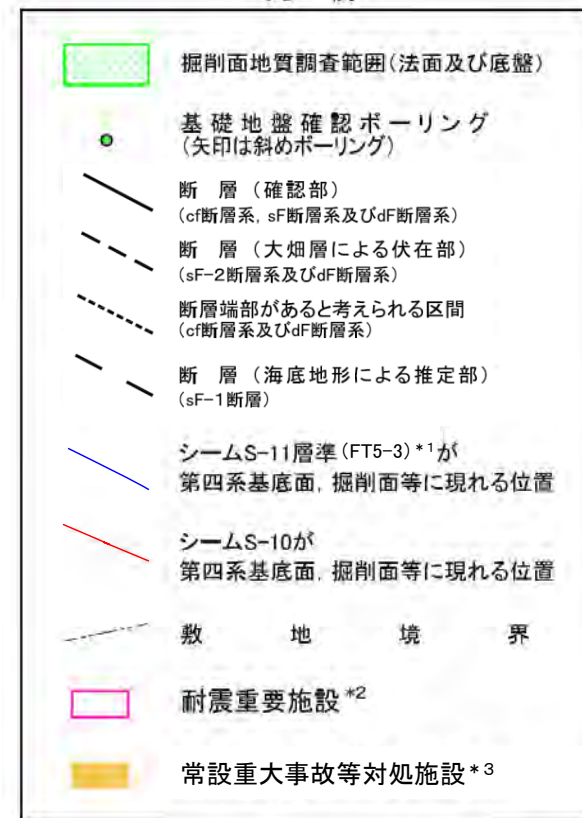 掘削面地質調査範囲(法面及び底盤)
基礎地盤確認ボーリング
(矢印は斜めボーリング)
断 層 (確認部)
(cf断層系, sF断層系及びdF断層系)
断 層 (大畑層による伏在部)
(sF-2断層系及びdF断層系)
断層端部があると考えられる区間
(cf断層系及びdF断層系)
断 層 (海底地形による推定部)
(sF-1断層)
シームS-11層準(FT5-3)*1が
第四系基底面, 掘削面等に現れる位置
シームS-10が
第四系基底面, 掘削面等に現れる位置
敷 地 境 界
耐震重要施設*2
常設重大事故等対処施設*3